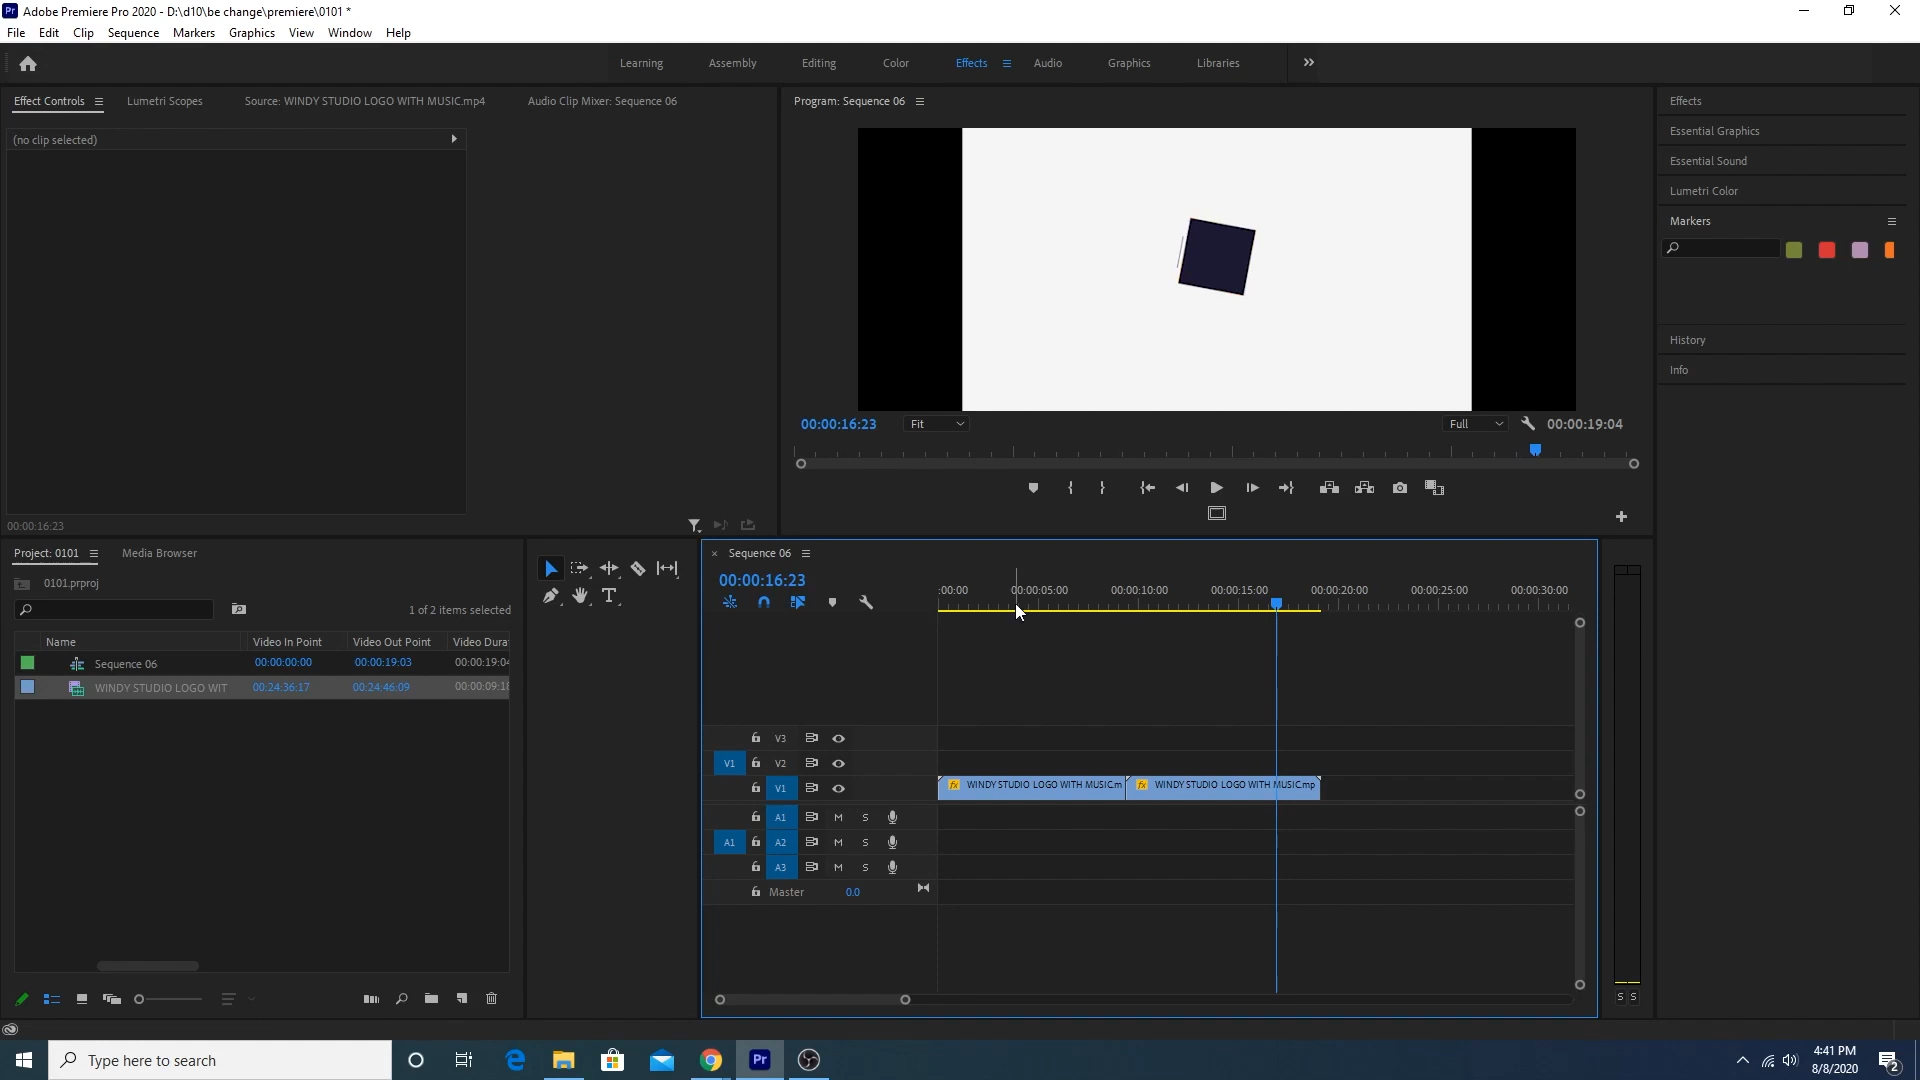 Adobe Premiere Pro 2020 - D:\d10\be change\premiere\0101 *
File Edit Clip Sequence Markers Graphics View Window Help
Learning Assembly Editing Color Effects Audio Graphics Libraries
Effect Controls Lumetri Scopes Source: WINDY STUDIO LOGO WITH MUSIC.mp4 Audio Clip Mixer: Sequence 06
(no clip selected)
00:00:16:23
Program: Sequence 06
00:00:16:23 Fit Full 00:00:19:04
Effects
Essential Graphics
Essential Sound
Lumetri Color
Markers
History
Info
Project: 0101 Media Browser
0101.prproj
1 of 2 items selected
Name Video In Point Video Out Point Video Dura
Sequence 06 00:00:00:00 00:00:19:03 00:00:19:04
WINDY STUDIO LOGO WIT 00:24:36:17 00:24:46:09 00:00:09:18
Sequence 06
00:00:16:23
:00:00 00:00:05:00 00:00:10:00 00:00:15:00 00:00:20:00 00:00:25:00 00:00:30:00
V3
V1 V2
V1 fx WINDY STUDIO LOGO WITH MUSIC.m fx WINDY STUDIO LOGO WITH MUSIC.mp
A1 M S
A1 A2 M S
A3 M S
Master 0.0
S S
Type here to search
Pr
4:41 PM
8/8/2020
2